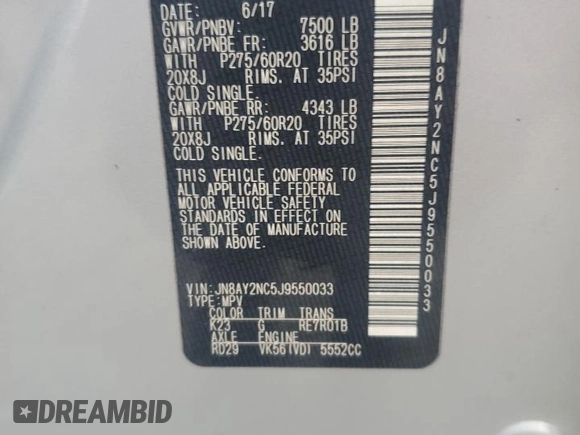 DATE: 6/17
GVWR/PNBV: 7500 LB
GAWR/PNBE FR: 3616 LB
WITH P275/60R20 TIRES
20X8J RIMS. AT 35PSI
COLD SINGLE.
GAWR/PNBE RR: 4343 LB
WITH P275/60R20 TIRES
20X8J RIMS. AT 35PSI
COLD SINGLE.
THIS VEHICLE CONFORMS TO
ALL APPLICABLE FEDERAL
MOTOR VEHICLE SAFETY
STANDARDS IN EFFECT ON
THE DATE OF MANUFACTURE
SHOWN ABOVE.
VIN:JN8AY2NC5J9550033
TYPE:MPV
COLOR TRIM TRANS
K23 G RE7R01B
AXLE ENGINE
RD29 VK56(VD) 5552CC
JN8AY2NC5J9550033
DREAMBID